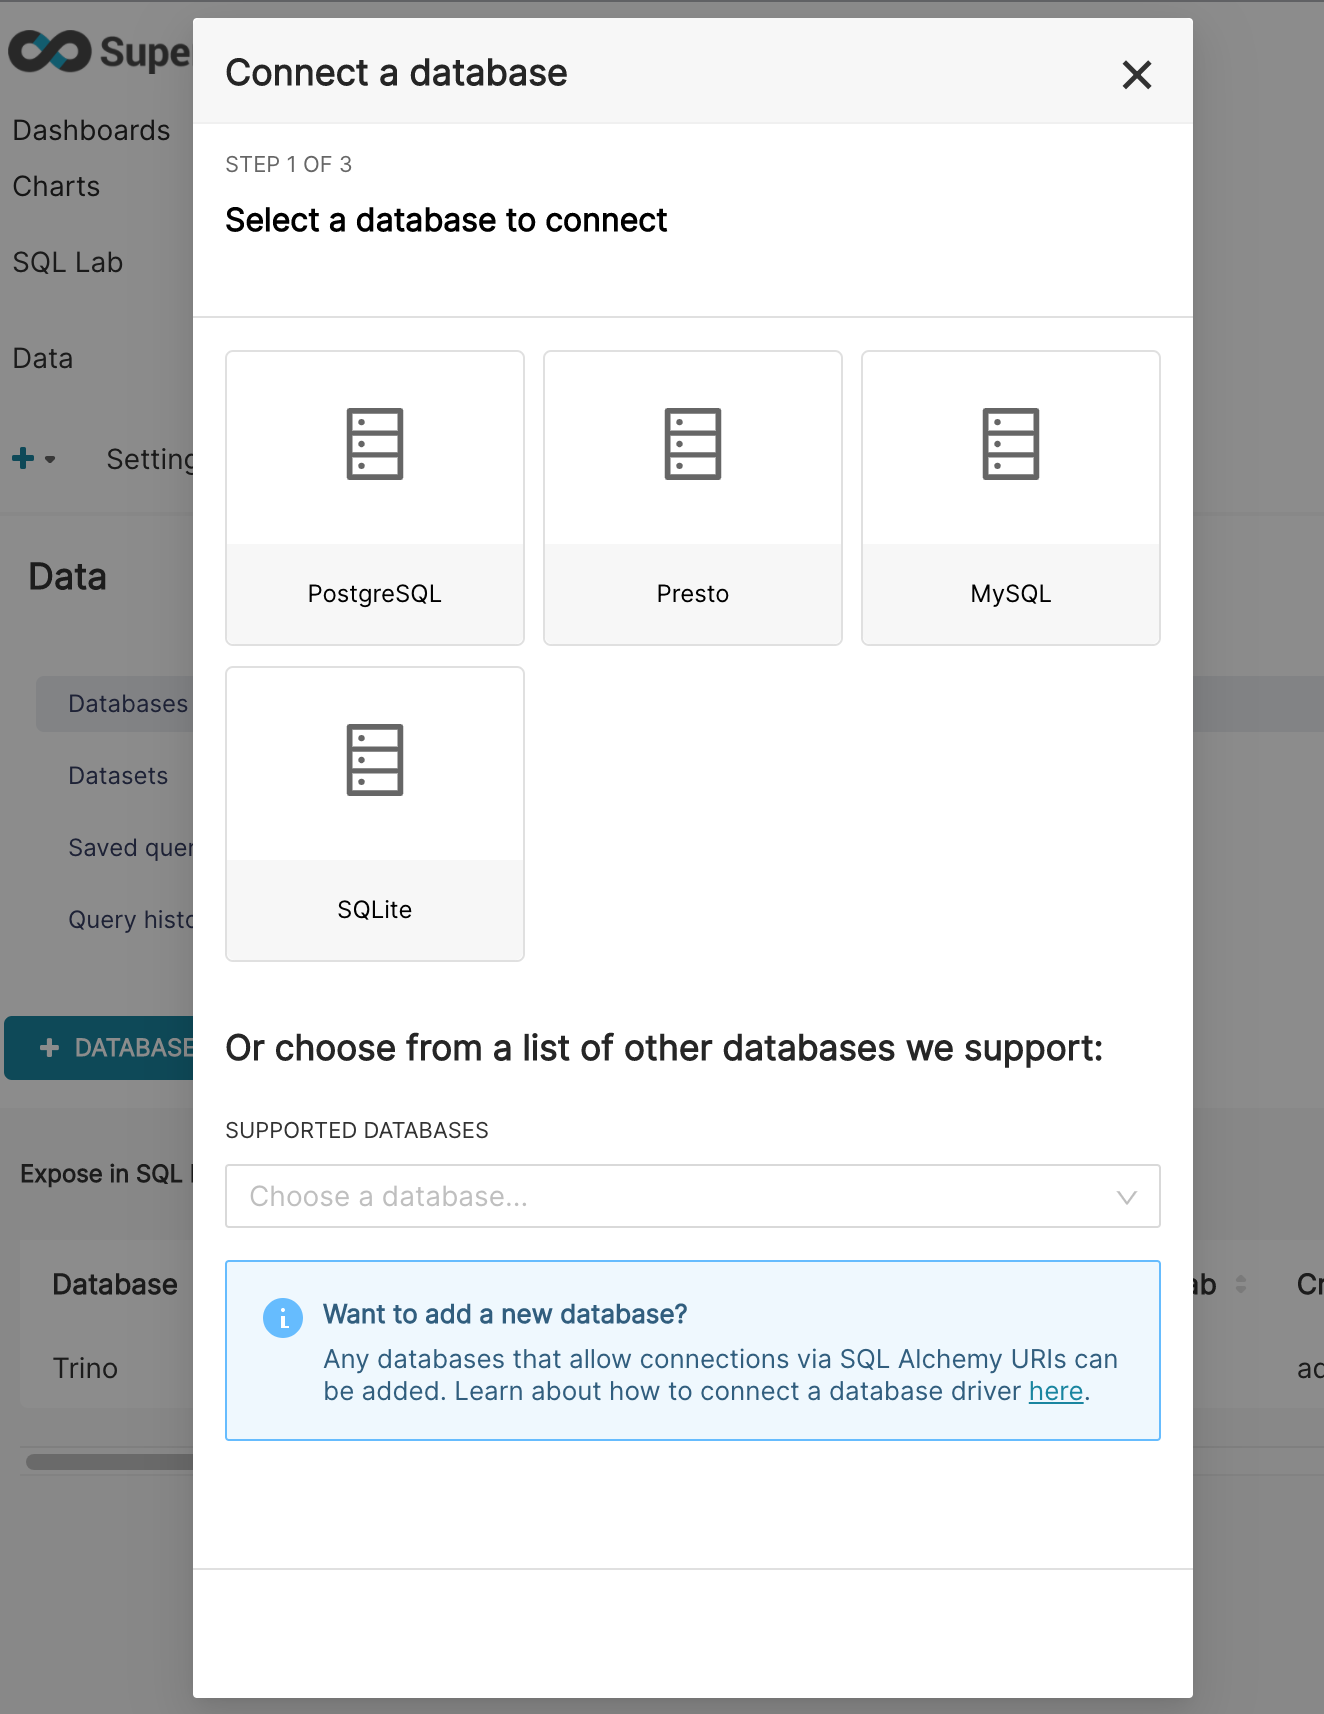 Supe
Dashboards
Charts
SQL Lab
Data
Setting
Data
Databases
Datasets
Saved quer
Query histo
+ DATABASE
Expose in SQL
Database
Trino
Connect a database
STEP 1 OF 3
Select a database to connect
PostgreSQL
Presto
MySQL
SQLite
Or choose from a list of other databases we support:
SUPPORTED DATABASES
Choose a database...
Want to add a new database?
Any databases that allow connections via SQL Alchemy URIs can
be added. Learn about how to connect a database driver here.
ab
Cr
ad